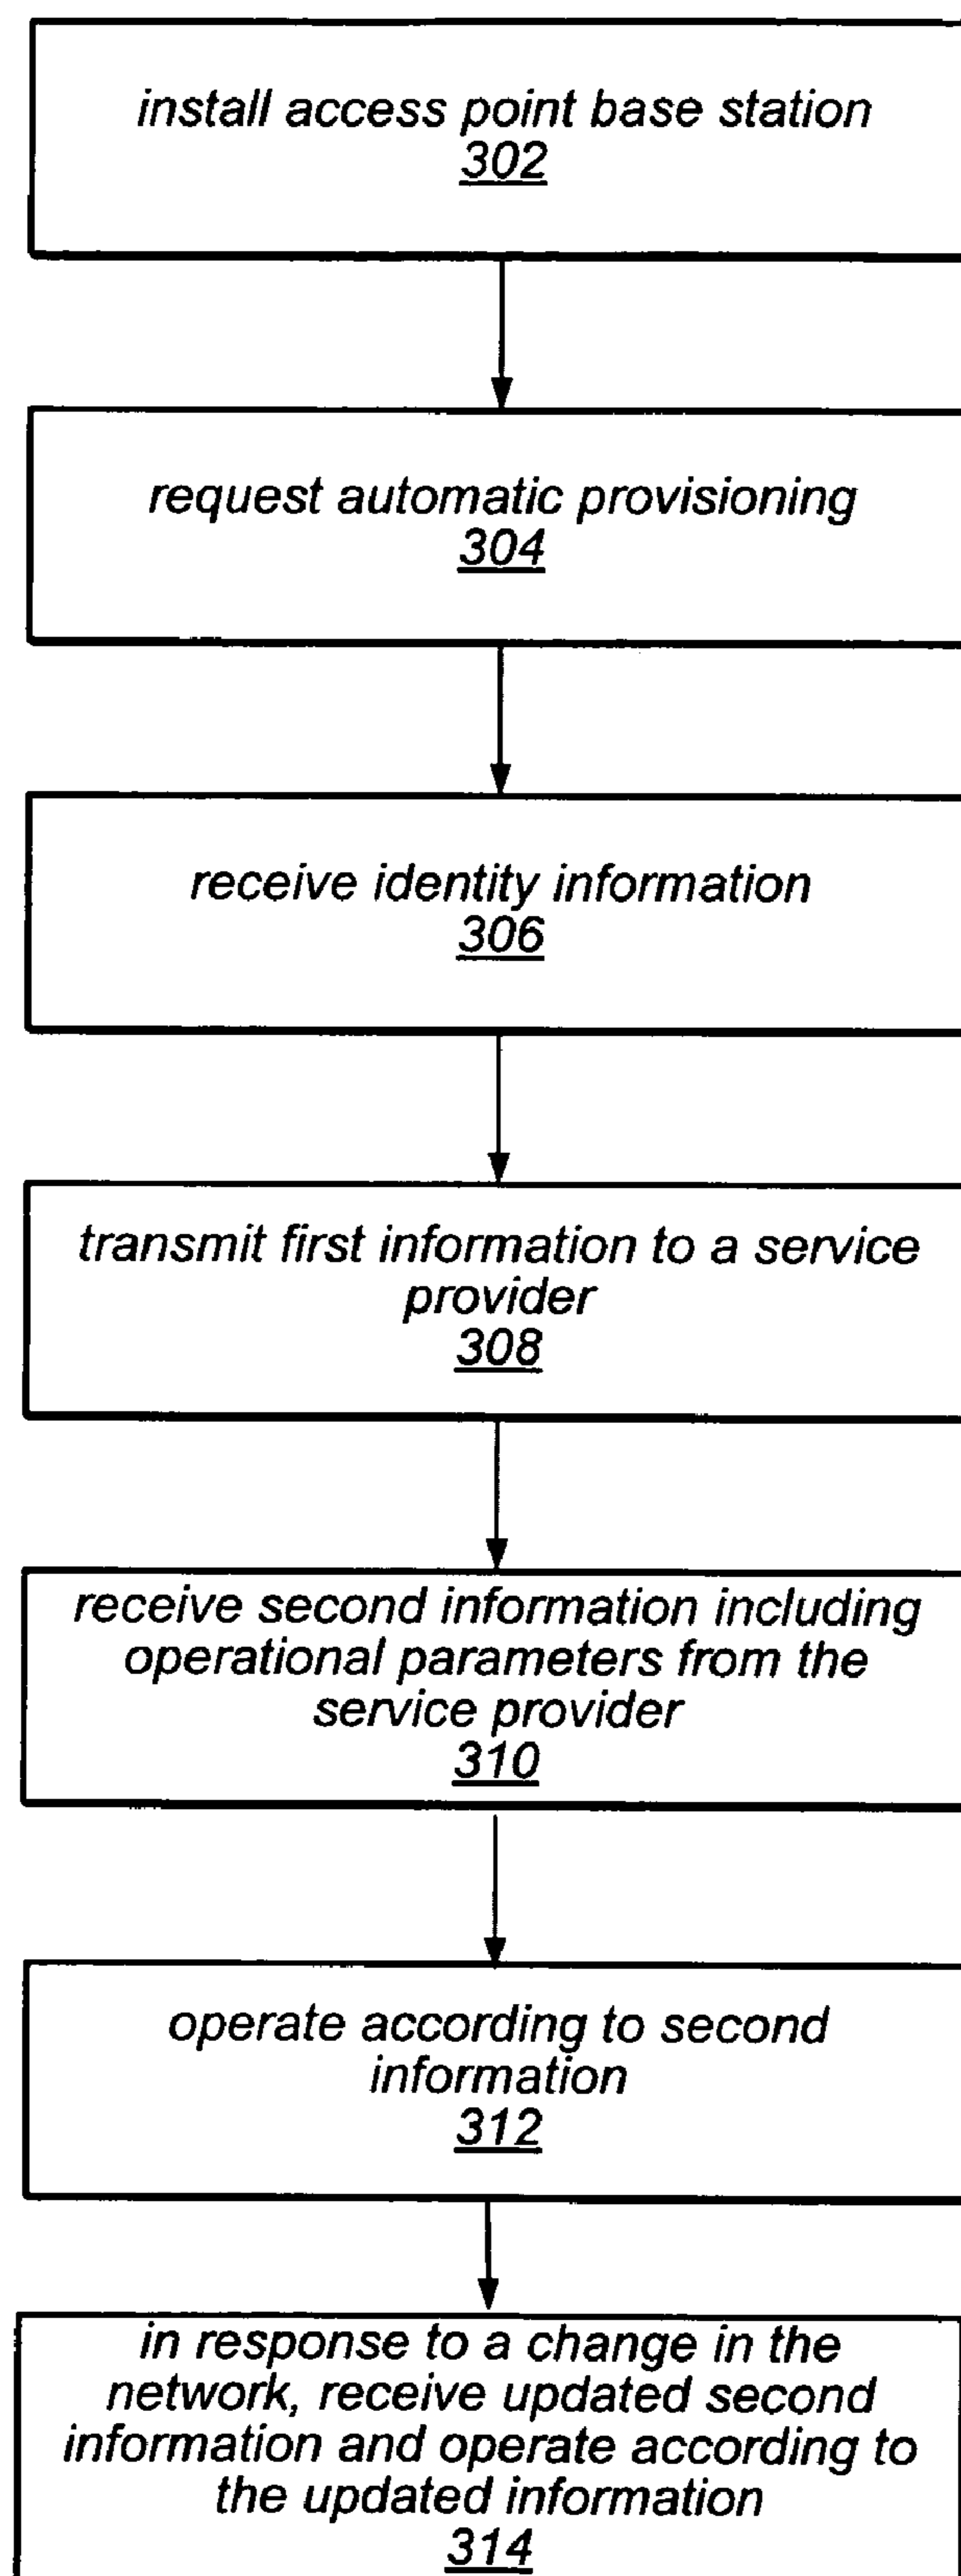 install access point base station
302
request automatic provisioning
304
receive identity information
306
transmit first information to a service
provider
308
receive second information including
operational parameters from the
service provider
310
operate according to second
information
312
in response to a change in the
network, receive updated second
information and operate according to
the updated information
314